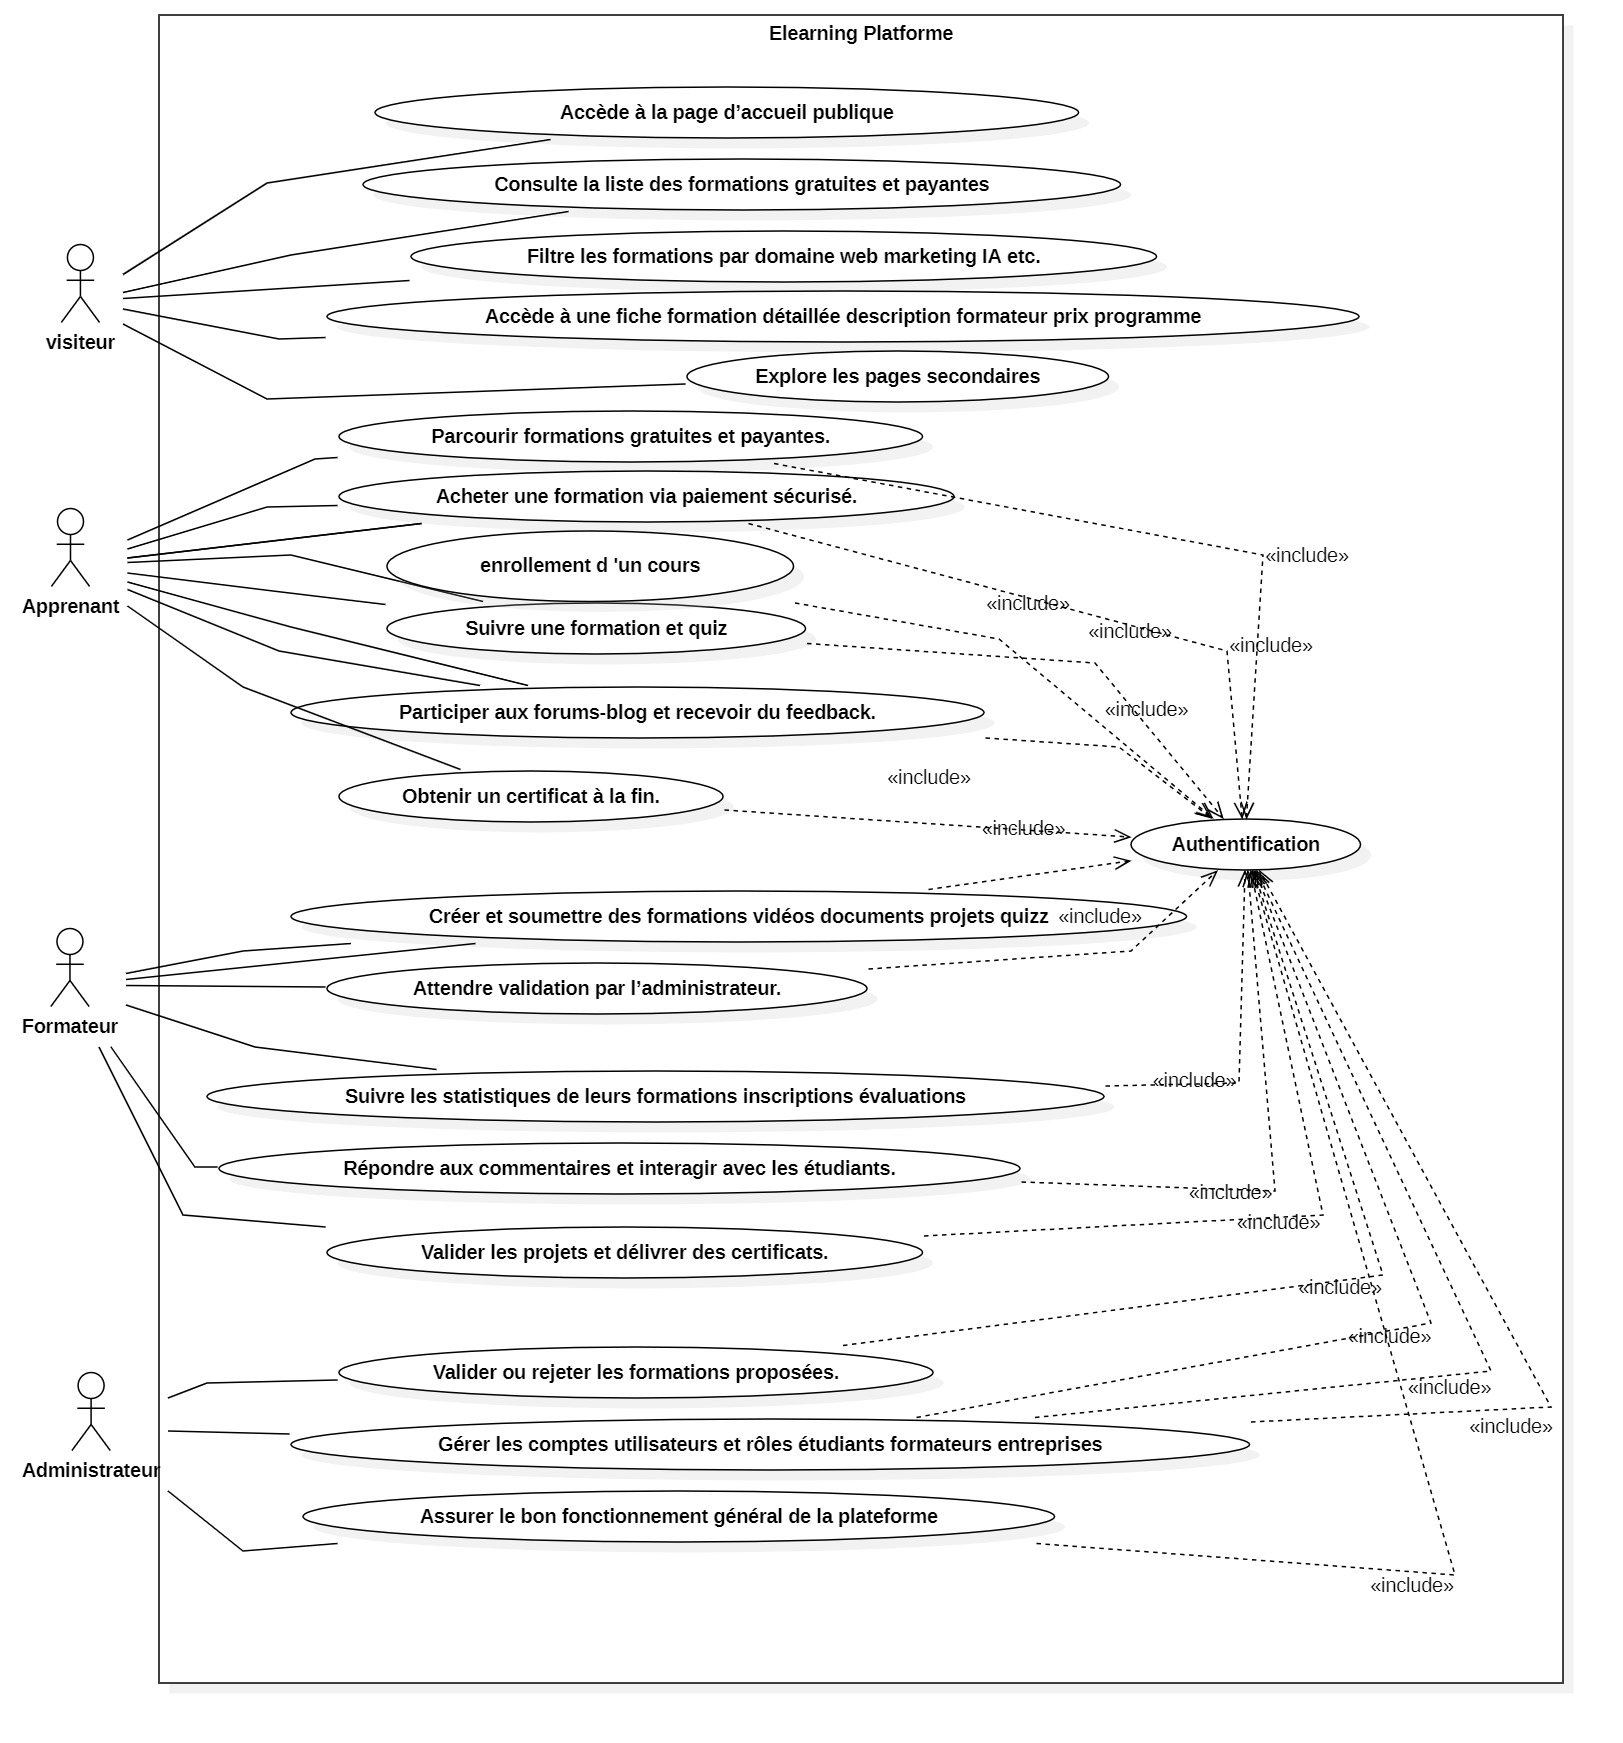 Elearning Platforme
Accède à la page d’accueil publique
Consulte la liste des formations gratuites et payantes
Filtre les formations par domaine web marketing IA etc.
Accède à une fiche formation détaillée description formateur prix programme
visiteur
Explore les pages secondaires
Parcourir formations gratuites et payantes.
Acheter une formation via paiement sécurisé.
«include»
enrollement d 'un cours
Apprenant
«include»
Suivre une formation et quiz
«include»
«include»
Participer aux forums-blog et recevoir du feedback.
«include»
«include»
Obtenir un certificat à la fin.
«include»
Authentification
Créer et soumettre des formations vidéos documents projets quizz
«include»
Attendre validation par l’administrateur.
Formateur
Suivre les statistiques de leurs formations inscriptions évaluations
«include»
Répondre aux commentaires et interagir avec les étudiants.
«include»
«include»
Valider les projets et délivrer des certificats.
«include»
«include»
Valider ou rejeter les formations proposées.
«include»
«include»
Gérer les comptes utilisateurs et rôles étudiants formateurs entreprises
Administrateur
Assurer le bon fonctionnement général de la plateforme
«include»